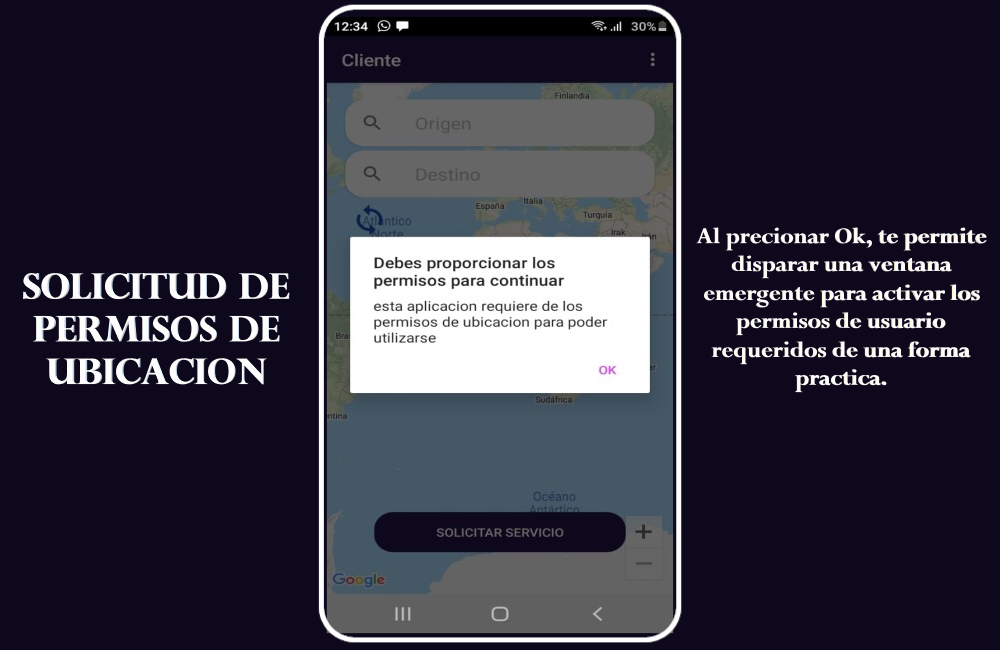 SOLICITUD DE
PERMISOS DE
UBICACION
12:34
30%
Cliente
Finlandia
Origen
Destino
España
Italia
Turquía
Irak
Atlántico
Norte
Debes proporcionar los
permisos para continuar
esta aplicacion requiere de los
permisos de ubicacion para poder
utilizarse
OK
Sudáfrica
Océano
Antártico
SOLICITAR SERVICIO
+
−
Google
Al precionar Ok, te permite
disparar una ventana
emergente para activar los
permisos de usuario
requeridos de una forma
practica.